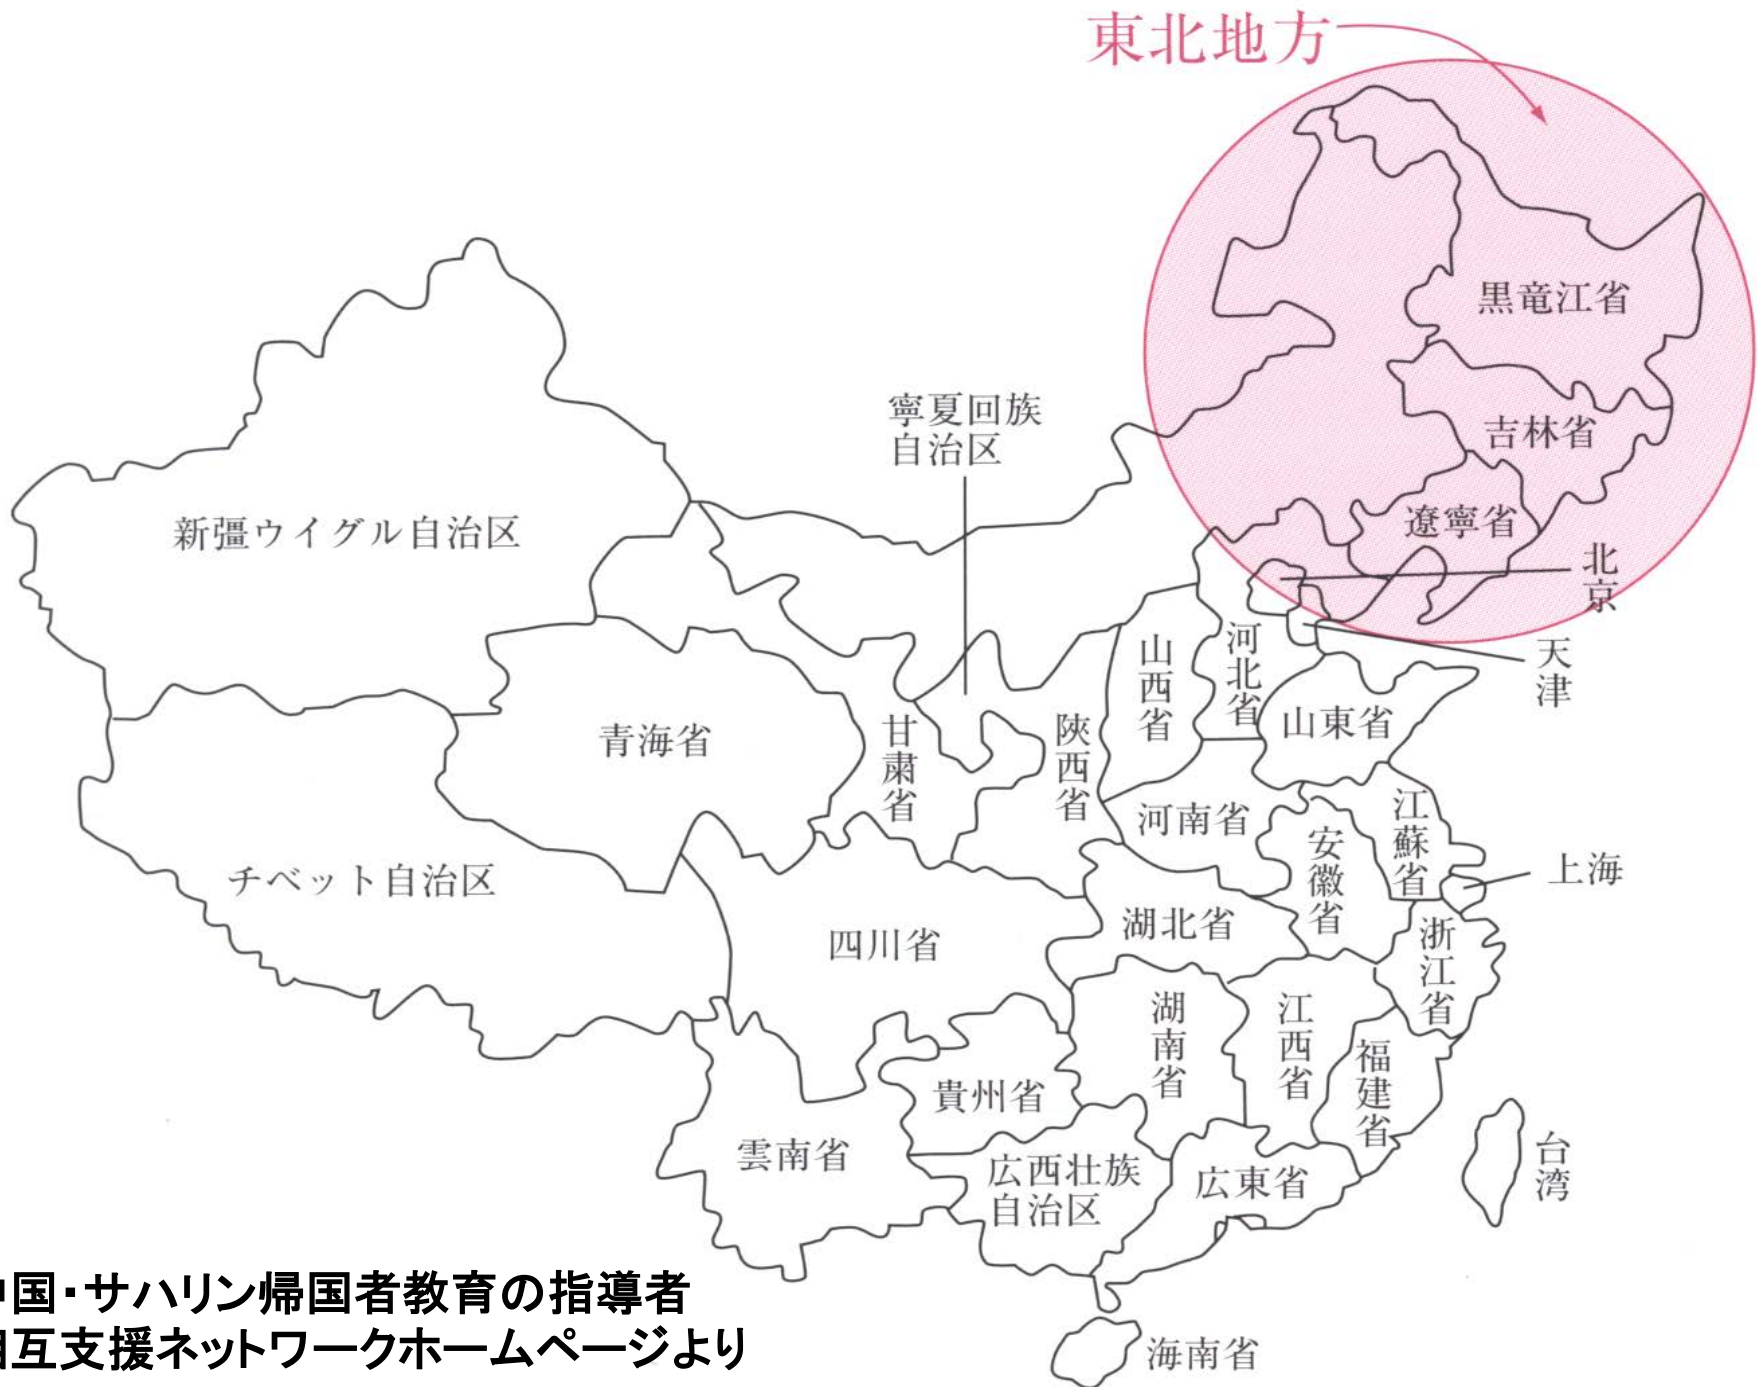 東北地方
黒竜江省
寧夏回族
自治区
吉林省
新疆ウイグル自治区
遼寧省
北京
天津
河北省
山西省
山東省
青海省
甘粛省
陝西省
河南省
江蘇省
安徽省
上海
チベット自治区
湖北省
四川省
浙江省
湖南省
江西省
福建省
貴州省
雲南省
台湾
広西壮族
自治区
広東省
国・サハリン帰国者教育の指導者
互支援ネットワークホームページより
海南省